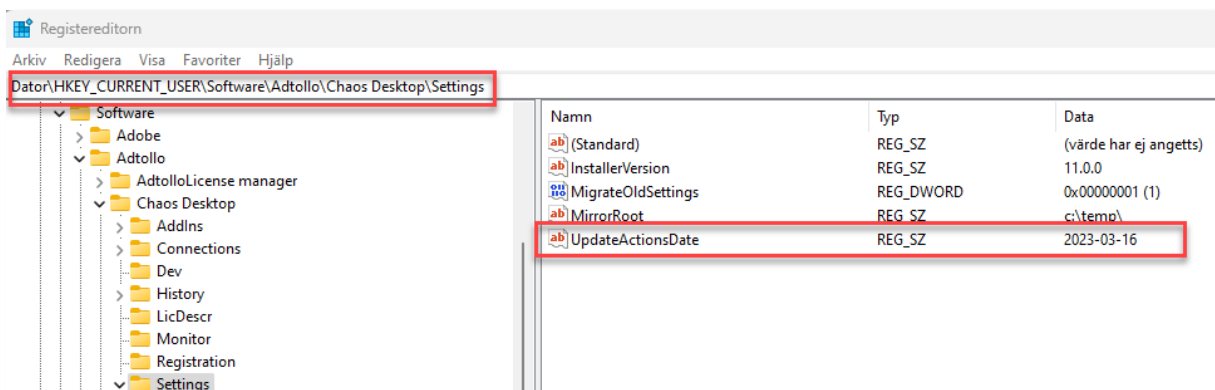 Registereditorn
Arkiv Redigera Visa Favoriter Hjälp
Dator\HKEY_CURRENT_USER\Software\Adtollo\Chaos Desktop\Settings
Software
Adobe
Adtollo
AdtolloLicense manager
Chaos Desktop
AddIns
Connections
Dev
History
LicDescr
Monitor
Registration
Settings
Namn Typ Data
(Standard) REG_SZ (värde har ej angetts)
InstallerVersion REG_SZ 11.0.0
MigrateOldSettings REG_DWORD 0x00000001 (1)
MirrorRoot REG_SZ c:\temp\
UpdateActionsDate REG_SZ 2023-03-16